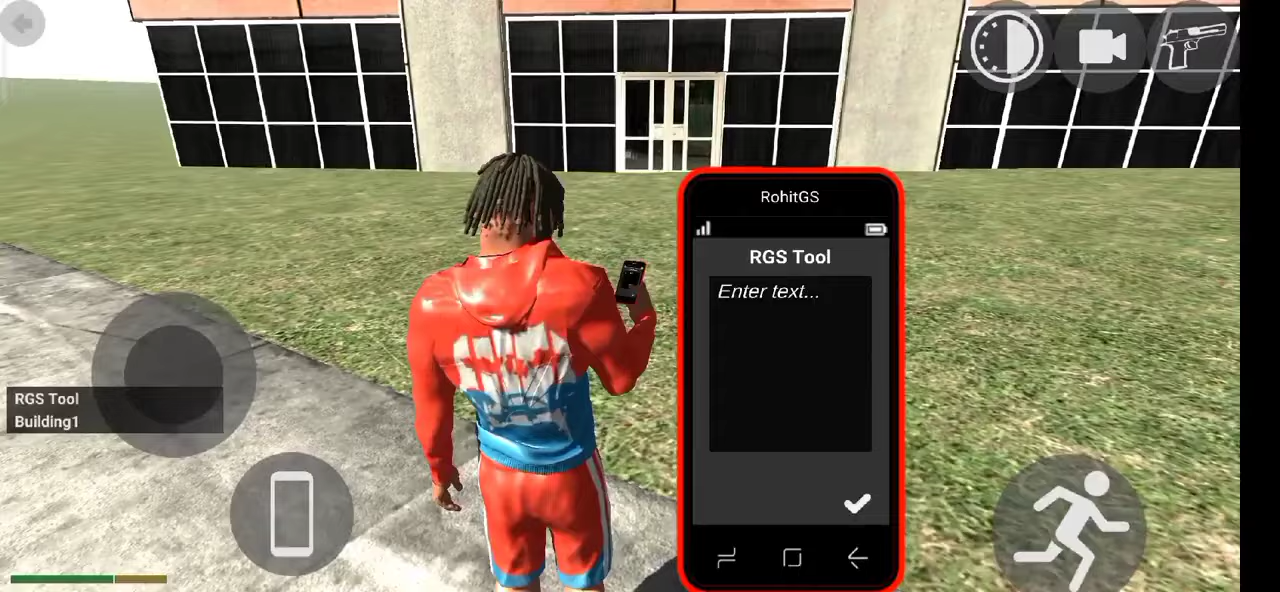 RohitGS
RGS Tool
Enter text...
RGS Tool
Building1